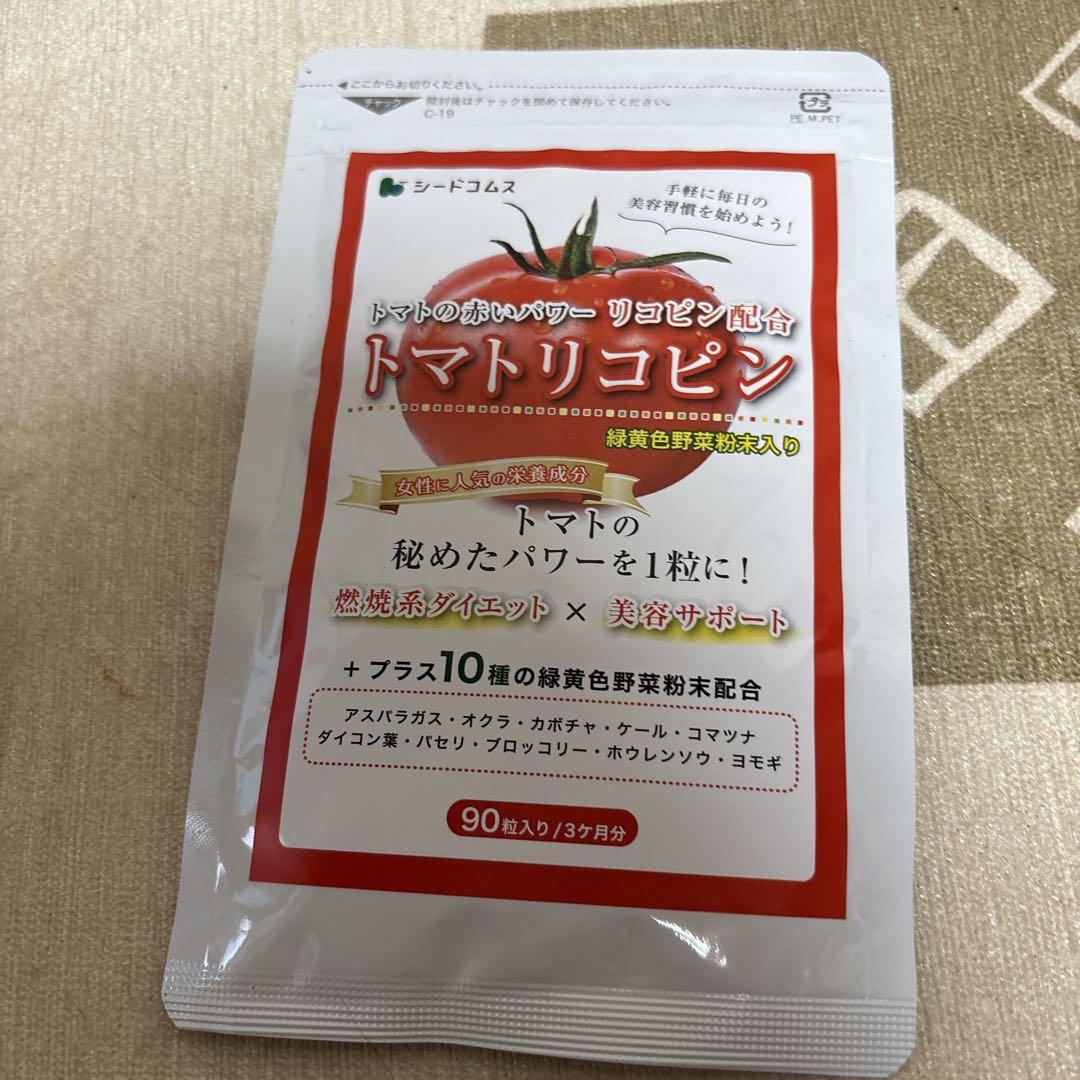 ◀ここからお切りください。
チャック
開封後はチャックを閉めて保存してください。
C-19
プラ
PE.M.PET
シードコムス
手軽に毎日の
美容習慣を始めよう！
トマトの赤いパワー リコピン配合
トマトリコピン
緑黄色野菜粉末入り
女性に人気の栄養成分
トマトの
秘めたパワーを1粒に！
燃焼系ダイエット × 美容サポート
＋プラス10種の緑黄色野菜粉末配合
アスパラガス・オクラ・カボチャ・ケール・コマツナ
ダイコン葉・パセリ・ブロッコリー・ホウレンソウ・ヨモギ
90粒入り/3ケ月分